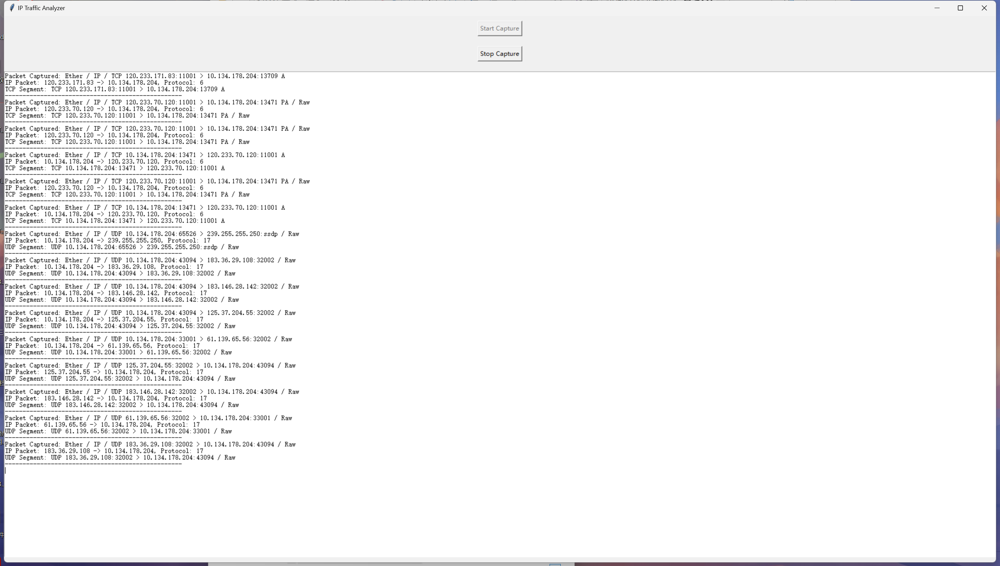 IP Traffic Analyzer
Start Capture
Stop Capture
Packet Captured: Ether / IP / TCP 120.233.171.83:11001 > 10.134.178.204:13709 A
IP Packet: 120.233.171.83 -> 10.134.178.204, Protocol: 6
TCP Segment: TCP 120.233.171.83:11001 > 10.134.178.204:13709 A
--------------------------------------------------
Packet Captured: Ether / IP / TCP 120.233.70.120:11001 > 10.134.178.204:13471 PA / Raw
IP Packet: 120.233.70.120 -> 10.134.178.204, Protocol: 6
TCP Segment: TCP 120.233.70.120:11001 > 10.134.178.204:13471 PA / Raw
--------------------------------------------------
Packet Captured: Ether / IP / TCP 120.233.70.120:11001 > 10.134.178.204:13471 PA / Raw
IP Packet: 120.233.70.120 -> 10.134.178.204, Protocol: 6
TCP Segment: TCP 120.233.70.120:11001 > 10.134.178.204:13471 PA / Raw
--------------------------------------------------
Packet Captured: Ether / IP / TCP 10.134.178.204:13471 > 120.233.70.120:11001 A
IP Packet: 10.134.178.204 -> 120.233.70.120, Protocol: 6
TCP Segment: TCP 10.134.178.204:13471 > 120.233.70.120:11001 A
--------------------------------------------------
Packet Captured: Ether / IP / TCP 120.233.70.120:11001 > 10.134.178.204:13471 PA / Raw
IP Packet: 120.233.70.120 -> 10.134.178.204, Protocol: 6
TCP Segment: TCP 120.233.70.120:11001 > 10.134.178.204:13471 PA / Raw
--------------------------------------------------
Packet Captured: Ether / IP / TCP 10.134.178.204:13471 > 120.233.70.120:11001 A
IP Packet: 10.134.178.204 -> 120.233.70.120, Protocol: 6
TCP Segment: TCP 10.134.178.204:13471 > 120.233.70.120:11001 A
--------------------------------------------------
Packet Captured: Ether / IP / UDP 10.134.178.204:65526 > 239.255.255.250:ssdp / Raw
IP Packet: 10.134.178.204 -> 239.255.255.250, Protocol: 17
UDP Segment: UDP 10.134.178.204:65526 > 239.255.255.250:ssdp / Raw
--------------------------------------------------
Packet Captured: Ether / IP / UDP 10.134.178.204:43094 > 183.36.29.108:32002 / Raw
IP Packet: 10.134.178.204 -> 183.36.29.108, Protocol: 17
UDP Segment: UDP 10.134.178.204:43094 > 183.36.29.108:32002 / Raw
--------------------------------------------------
Packet Captured: Ether / IP / UDP 10.134.178.204:43094 > 183.146.28.142:32002 / Raw
IP Packet: 10.134.178.204 -> 183.146.28.142, Protocol: 17
UDP Segment: UDP 10.134.178.204:43094 > 183.146.28.142:32002 / Raw
--------------------------------------------------
Packet Captured: Ether / IP / UDP 10.134.178.204:43094 > 125.37.204.55:32002 / Raw
IP Packet: 10.134.178.204 -> 125.37.204.55, Protocol: 17
UDP Segment: UDP 10.134.178.204:43094 > 125.37.204.55:32002 / Raw
--------------------------------------------------
Packet Captured: Ether / IP / UDP 10.134.178.204:33001 > 61.139.65.56:32002 / Raw
IP Packet: 10.134.178.204 -> 61.139.65.56, Protocol: 17
UDP Segment: UDP 10.134.178.204:33001 > 61.139.65.56:32002 / Raw
--------------------------------------------------
Packet Captured: Ether / IP / UDP 125.37.204.55:32002 > 10.134.178.204:43094 / Raw
IP Packet: 125.37.204.55 -> 10.134.178.204, Protocol: 17
UDP Segment: UDP 125.37.204.55:32002 > 10.134.178.204:43094 / Raw
--------------------------------------------------
Packet Captured: Ether / IP / UDP 183.146.28.142:32002 > 10.134.178.204:43094 / Raw
IP Packet: 183.146.28.142 -> 10.134.178.204, Protocol: 17
UDP Segment: UDP 183.146.28.142:32002 > 10.134.178.204:43094 / Raw
--------------------------------------------------
Packet Captured: Ether / IP / UDP 61.139.65.56:32002 > 10.134.178.204:33001 / Raw
IP Packet: 61.139.65.56 -> 10.134.178.204, Protocol: 17
UDP Segment: UDP 61.139.65.56:32002 > 10.134.178.204:33001 / Raw
--------------------------------------------------
Packet Captured: Ether / IP / UDP 183.36.29.108:32002 > 10.134.178.204:43094 / Raw
IP Packet: 183.36.29.108 -> 10.134.178.204, Protocol: 17
UDP Segment: UDP 183.36.29.108:32002 > 10.134.178.204:43094 / Raw
--------------------------------------------------